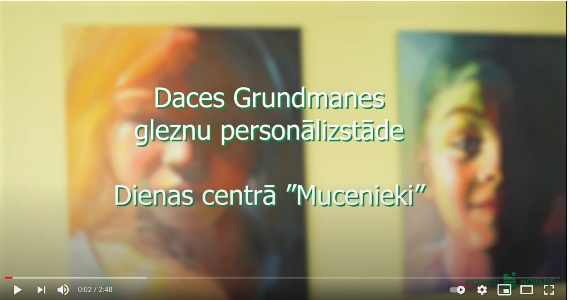 Daces Grundmanes
gleznu personālizstāde
Dienas centrā ”Mucenieki”
0:02 / 2:48